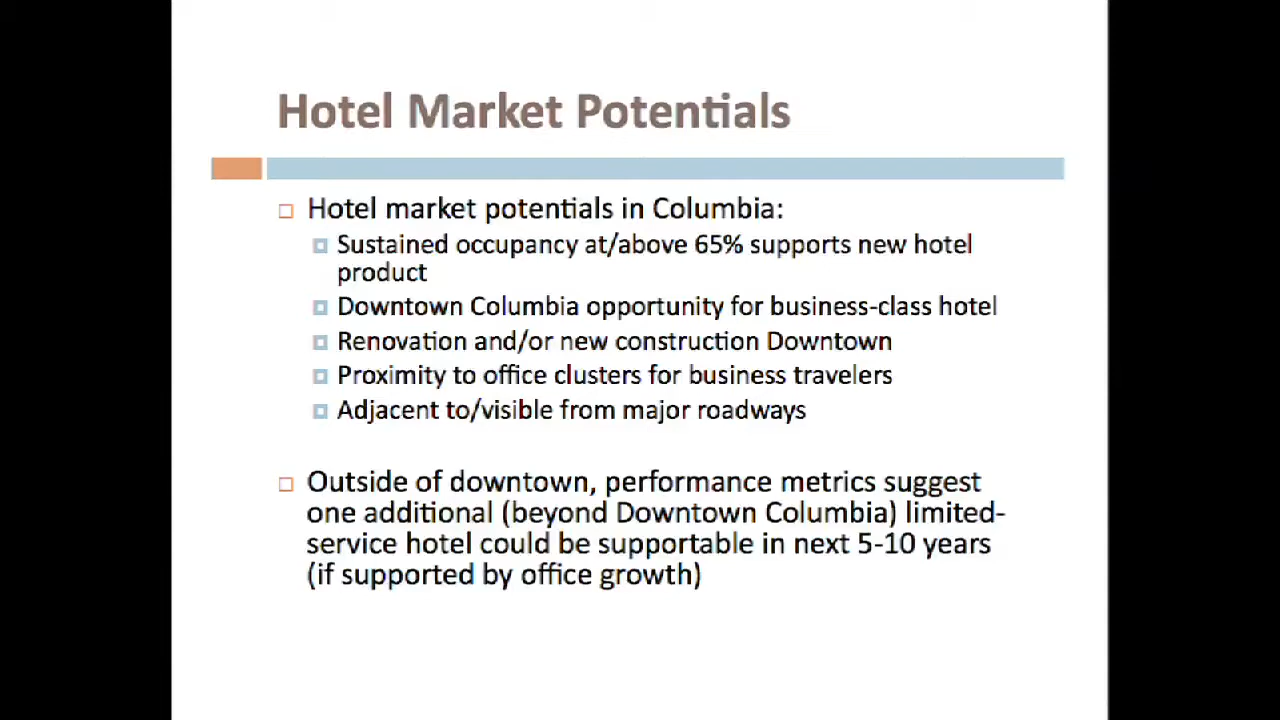 Hotel Market Potentials
Hotel market potentials in Columbia:
Sustained occupancy at/above 65% supports new hotel
product
Downtown Columbia opportunity for business-class hotel
Renovation and/or new construction Downtown
Proximity to office clusters for business travelers
Adjacent to/visible from major roadways
Outside of downtown, performance metrics suggest
one additional (beyond Downtown Columbia) limited-
service hotel could be supportable in next 5-10 years
(if supported by office growth)